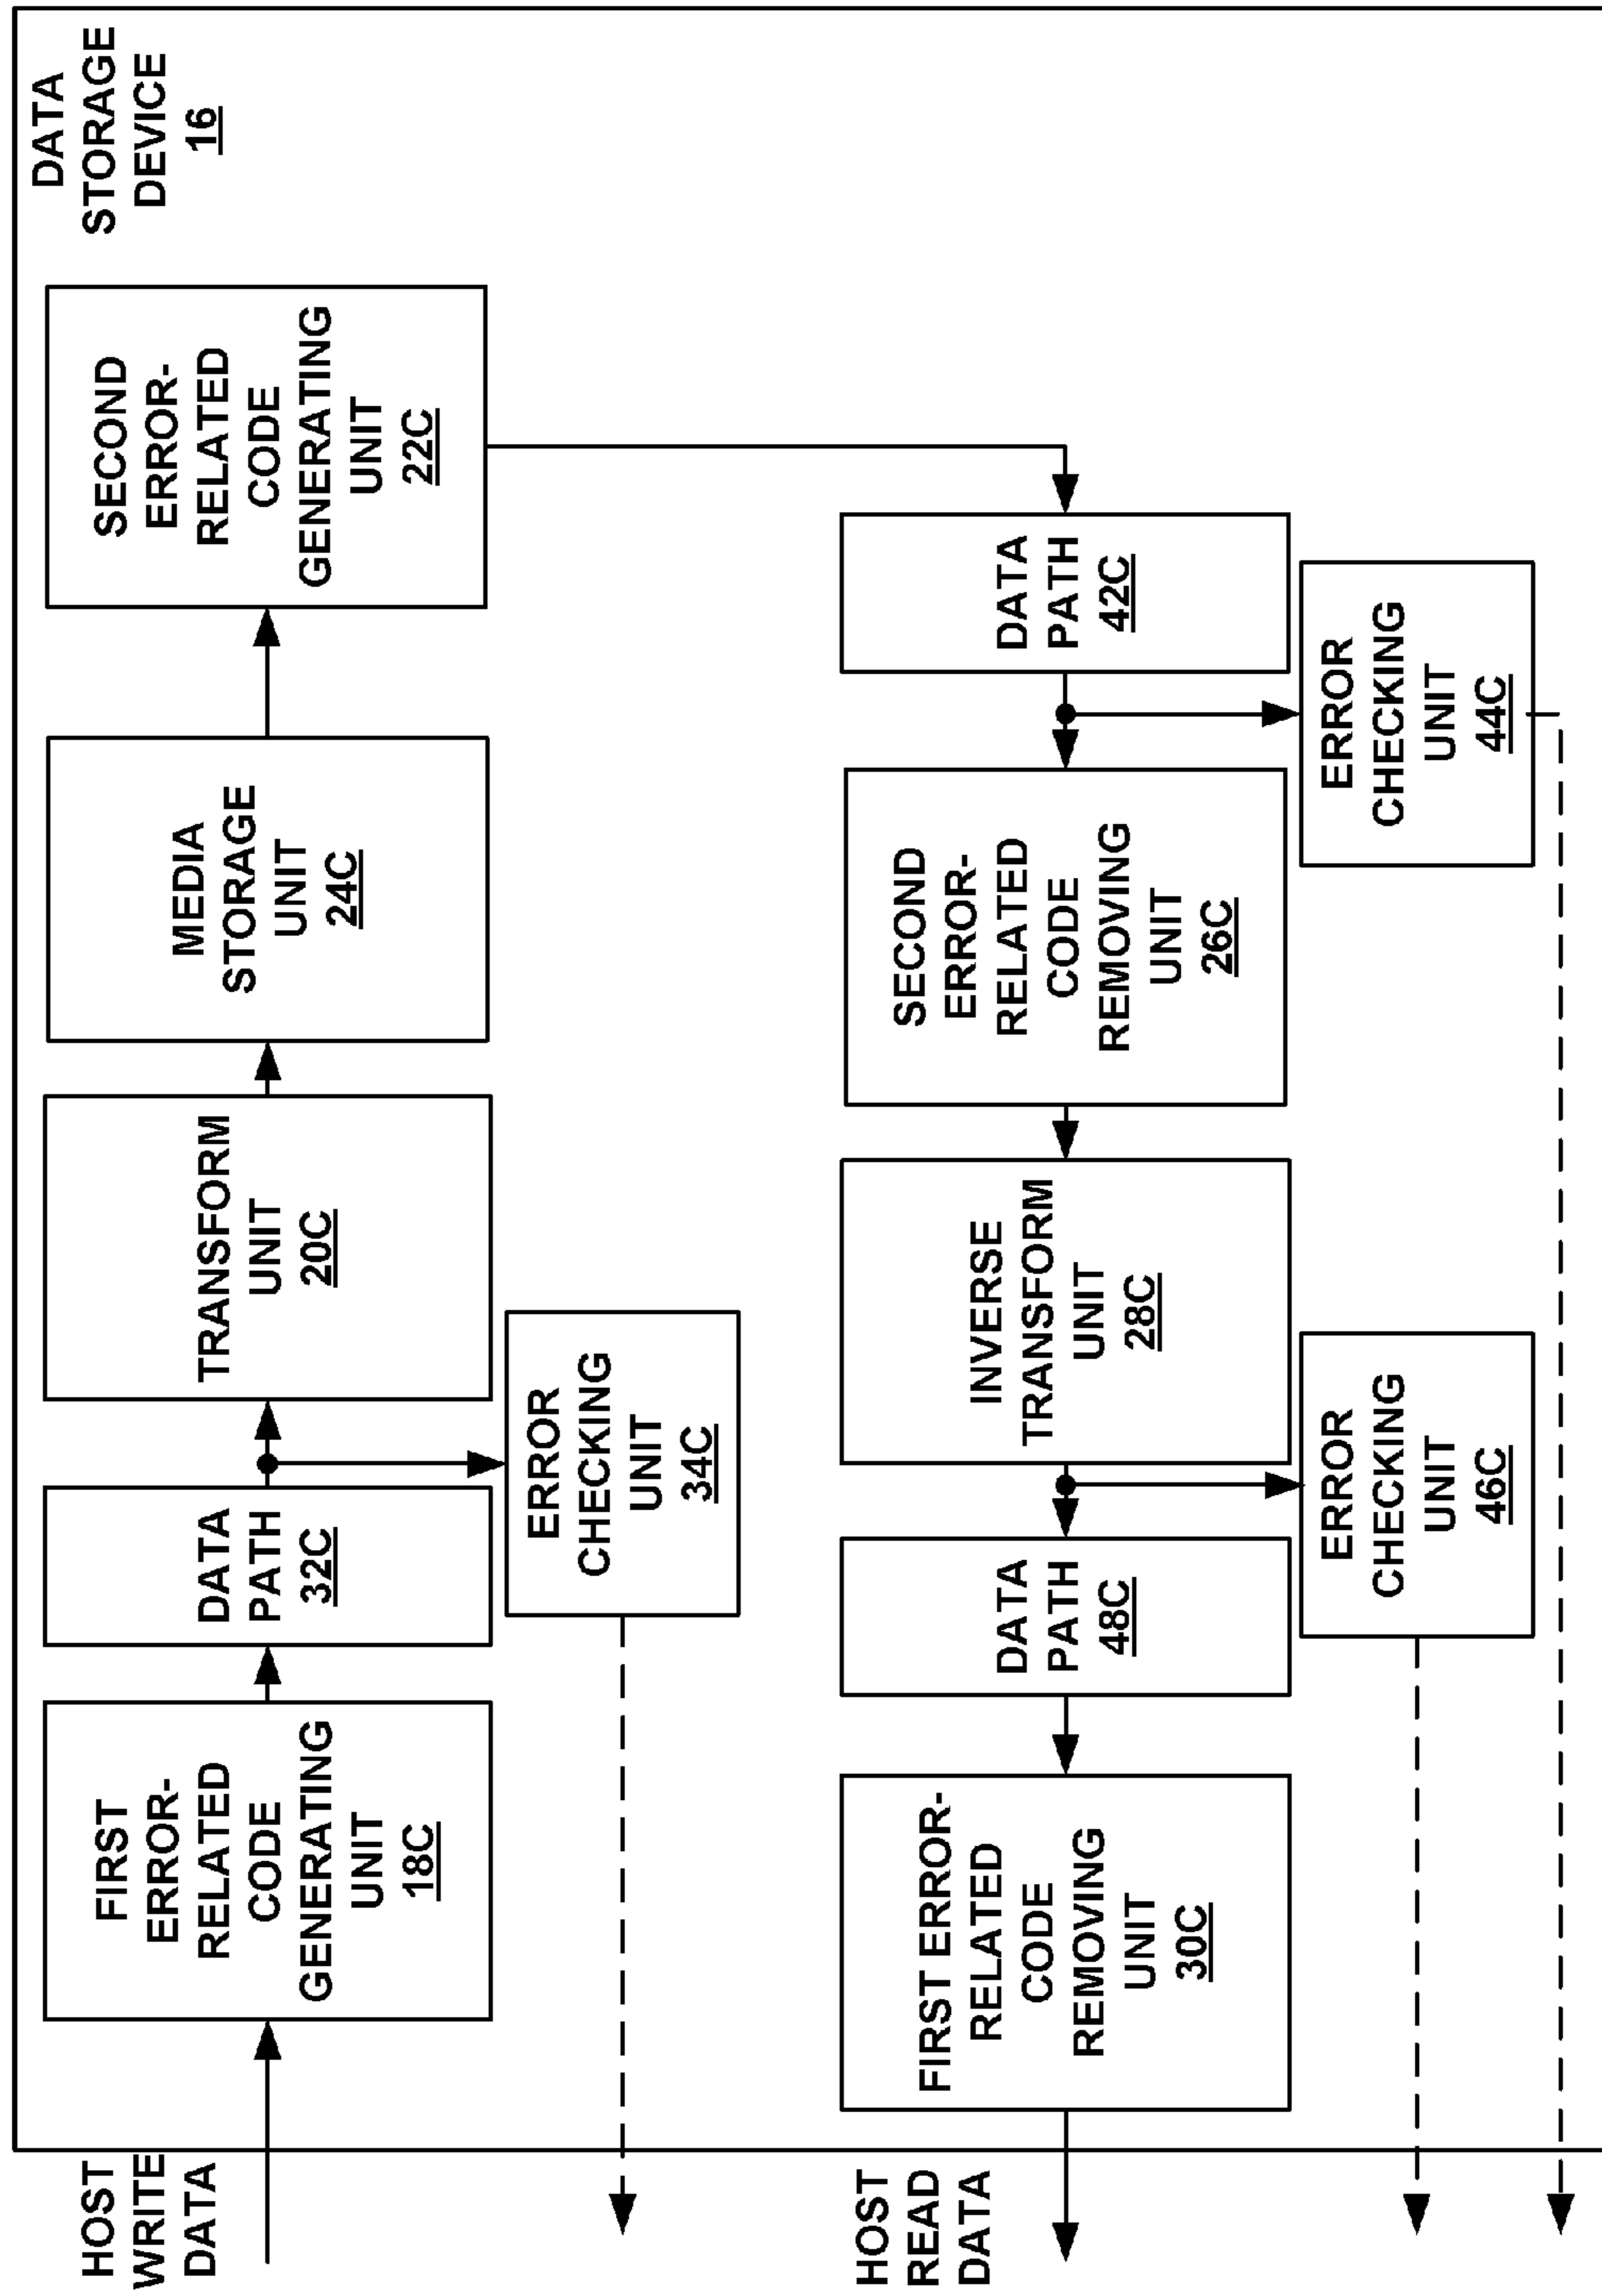 DATA
STORAGE
DEVICE
16
HOST
WRITE
DATA
FIRST
ERROR-
RELATED
CODE
GENERATING
UNIT
18C
DATA
PATH
32C
TRANSFORM
UNIT
20C
MEDIA
STORAGE
UNIT
24C
SECOND
ERROR-
RELATED
CODE
GENERATING
UNIT
22C
ERROR
CHECKING
UNIT
34C
HOST
READ
DATA
FIRST ERROR-
RELATED
CODE
REMOVING
UNIT
30C
DATA
PATH
48C
INVERSE
TRANSFORM
UNIT
28C
SECOND
ERROR-
RELATED
CODE
REMOVING
UNIT
26C
DATA
PATH
42C
ERROR
CHECKING
UNIT
46C
ERROR
CHECKING
UNIT
44C